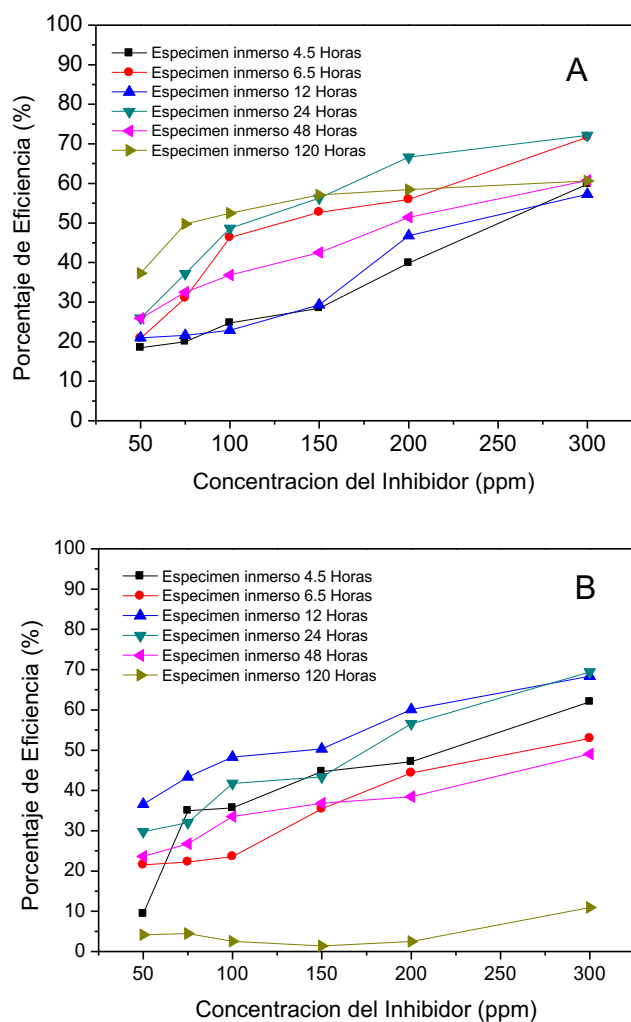 A
Especimen inmerso 4.5 Horas
Especimen inmerso 6.5 Horas
Especimen inmerso 12 Horas
Especimen inmerso 24 Horas
Especimen inmerso 48 Horas
Especimen inmerso 120 Horas
Porcentaje de Eficiencia (%)
100
90
80
70
60
50
40
30
20
10
0
50 100 150 200 250 300
Concentracion del Inhibidor (ppm)
B
Especimen inmerso 4.5 Horas
Especimen inmerso 6.5 Horas
Especimen inmerso 12 Horas
Especimen inmerso 24 Horas
Especimen inmerso 48 Horas
Especimen inmerso 120 Horas
Porcentaje de Eficiencia (%)
100
90
80
70
60
50
40
30
20
10
0
50 100 150 200 250 300
Concentracion del Inhibidor (ppm)